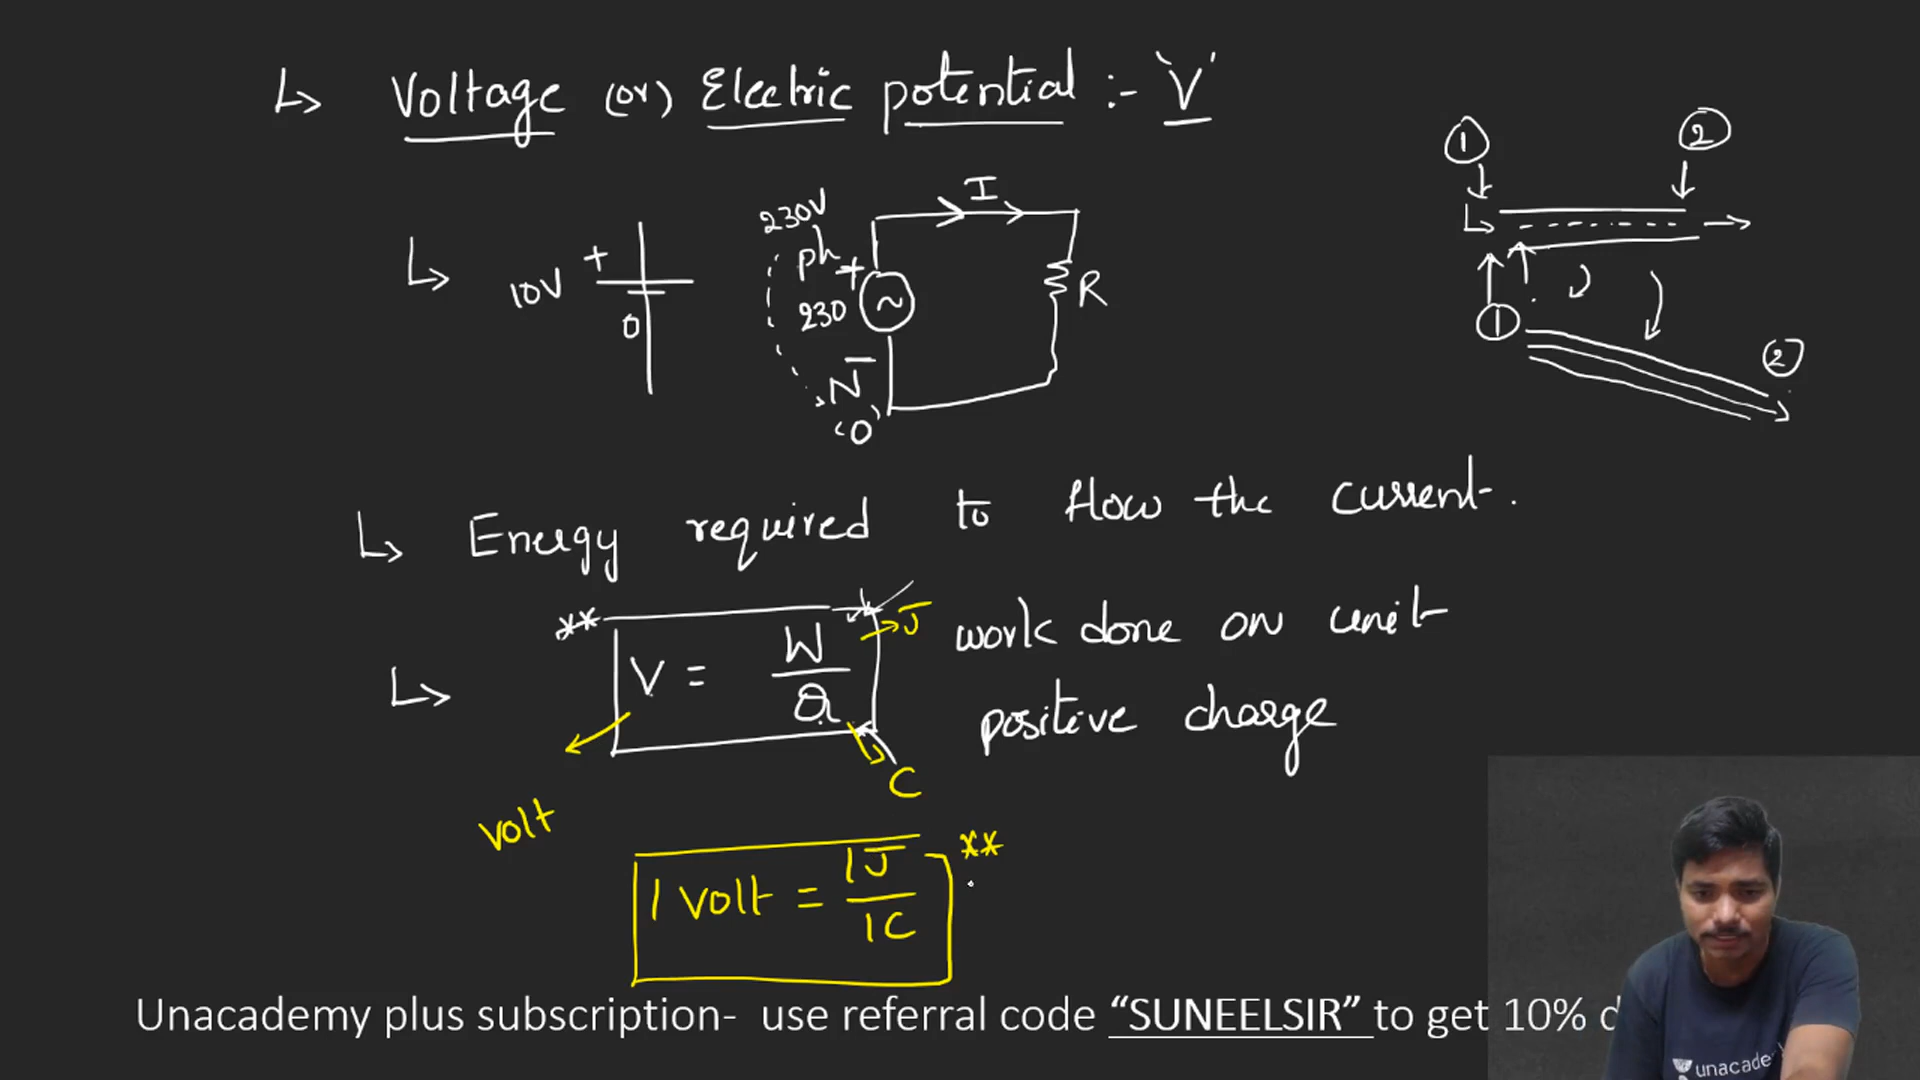 Voltage (or) Electric potential :- 'V'
1 2
230V I
ph +
10V + 230 ~ R
0
-
N 1 2
'0'
Energy required to flow the current.
** J work done on unit
V = W
Q
positive charge
C
volt
**
1 volt = 1J
1C
Unacademy plus subscription- use referral code “SUNEELSIR” to get 10% d
unacade